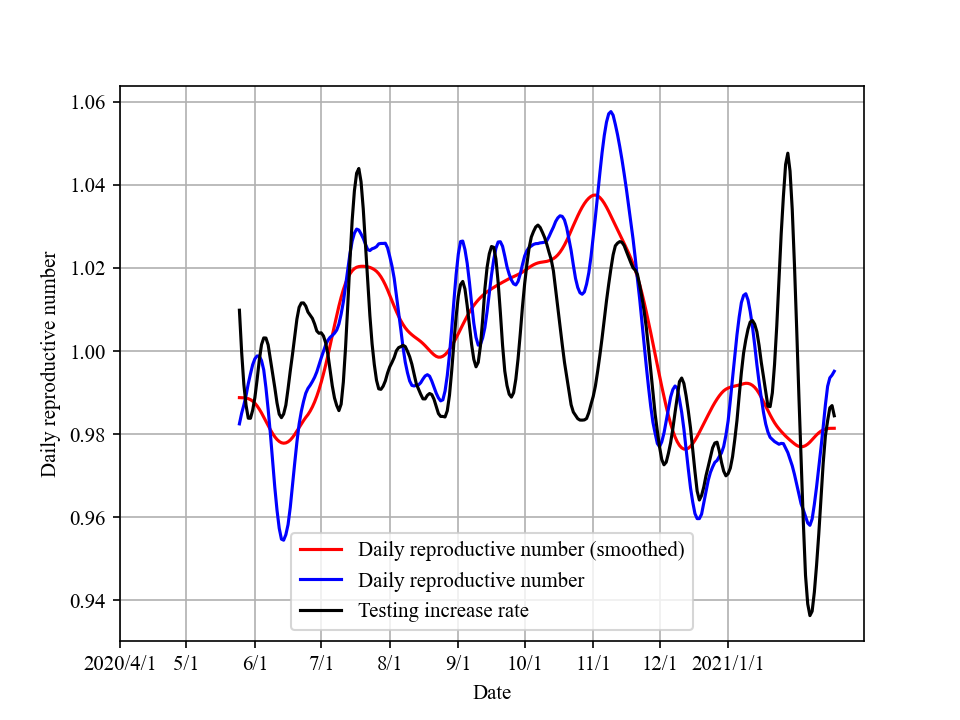 1.06
1.04
1.02
1.00
0.98
0.96
0.94
Daily reproductive number
Daily reproductive number (smoothed)
Daily reproductive number
Testing increase rate
2020/4/1 5/1 6/1 7/1 8/1 9/1 10/1 11/1 12/1 2021/1/1
Date